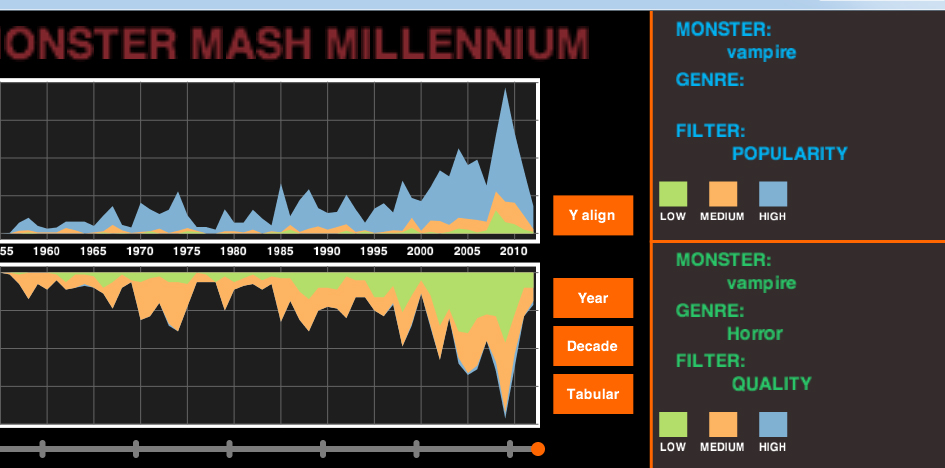 ONSTER MASH MILLENNIUM
55 1960 1965 1970 1975 1980 1985 1990 1995 2000 2005 2010
Y align
Year
Decade
Tabular
MONSTER:
vampire
GENRE:
FILTER:
POPULARITY
LOW MEDIUM HIGH
MONSTER:
vampire
GENRE:
Horror
FILTER:
QUALITY
LOW MEDIUM HIGH